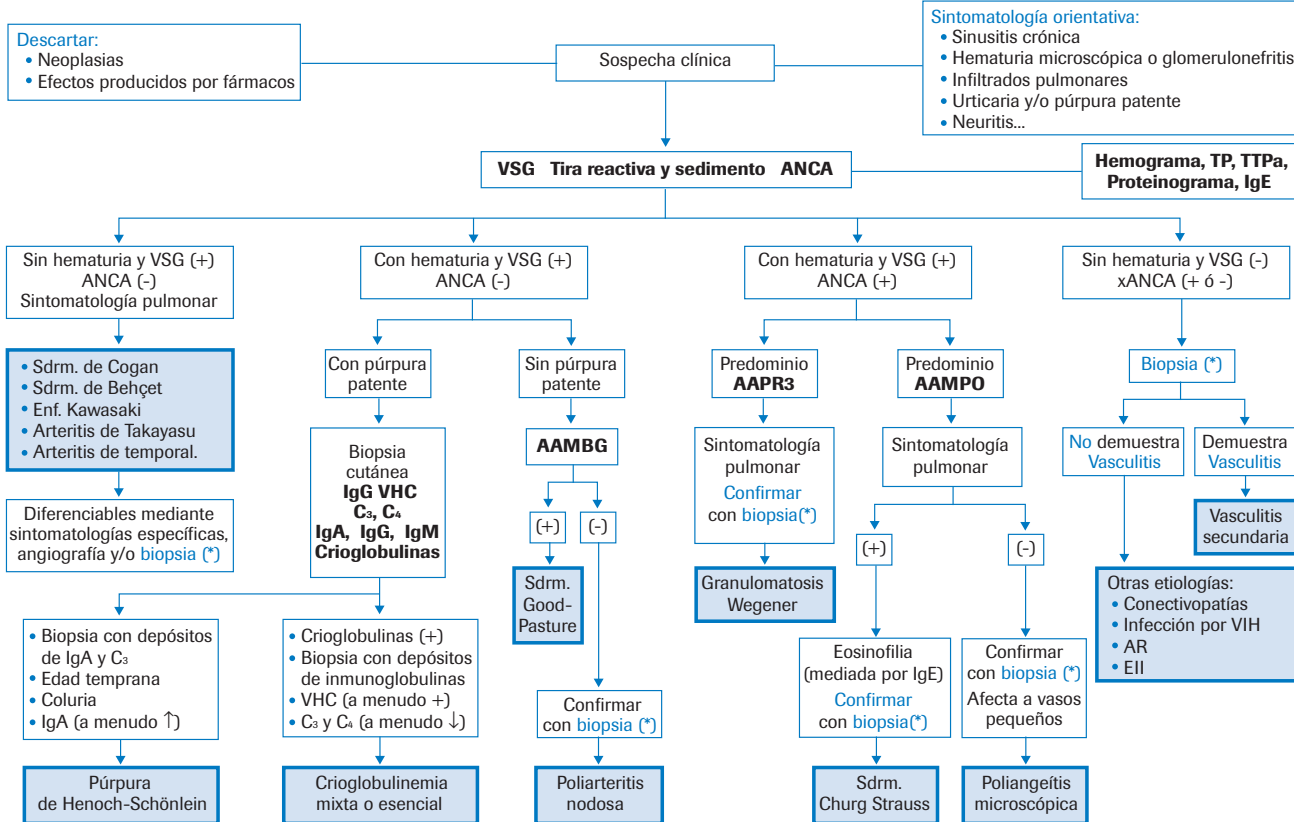 Descartar:
• Neoplasias
• Efectos producidos por fármacos
Sospecha clínica
Sintomatología orientativa:
• Sinusitis crónica
• Hematuria microscópica o glomerulonefritis
• Infiltrados pulmonares
• Urticaria y/o púrpura patente
• Neuritis...
VSG Tira reactiva y sedimento ANCA
Hemograma, TP, TTPa,
Proteinograma, IgE
Sin hematuria y VSG (+)
ANCA (-)
Sintomatología pulmonar
Con hematuria y VSG (+)
ANCA (-)
Con hematuria y VSG (+)
ANCA (+)
Sin hematuria y VSG (-)
xANCA (+ ó -)
• Sdrm. de Cogan
• Sdrm. de Behçet
• Enf. Kawasaki
• Arteritis de Takayasu
• Arteritis de temporal.
Con púrpura
patente
Sin púrpura
patente
Predominio
AAPR3
Predominio
AAMPO
Biopsia (*)
Diferenciables mediante
sintomatologías específicas,
angiografía y/o biopsia (*)
Biopsia
cutánea
IgG VHC
C₃, C₄
IgA, IgG, IgM
Crioglobulinas
AAMBG
(+)
(-)
Sintomatología
pulmonar
Confirmar
con biopsia(*)
Sintomatología
pulmonar
(+)
(-)
No demuestra
Vasculitis
Demuestra
Vasculitis
Vasculitis
secundaria
Sdrm.
Good-
Pasture
Granulomatosis
Wegener
Otras etiologías:
• Conectivopatías
• Infección por VIH
• AR
• EII
• Biopsia con depósitos
de IgA y C₃
• Edad temprana
• Coluria
• IgA (a menudo ↑)
• Crioglobulinas (+)
• Biopsia con depósitos
de inmunoglobulinas
• VHC (a menudo +)
• C₃ y C₄ (a menudo ↓)
Confirmar
con biopsia (*)
Eosinofilia
(mediada por IgE)
Confirmar
con biopsia(*)
Confirmar
con biopsia (*)
Afecta a vasos
pequeños
Púrpura
de Henoch-Schönlein
Crioglobulinemia
mixta o esencial
Poliarteritis
nodosa
Sdrm.
Churg Strauss
Poliangeítis
microscópica